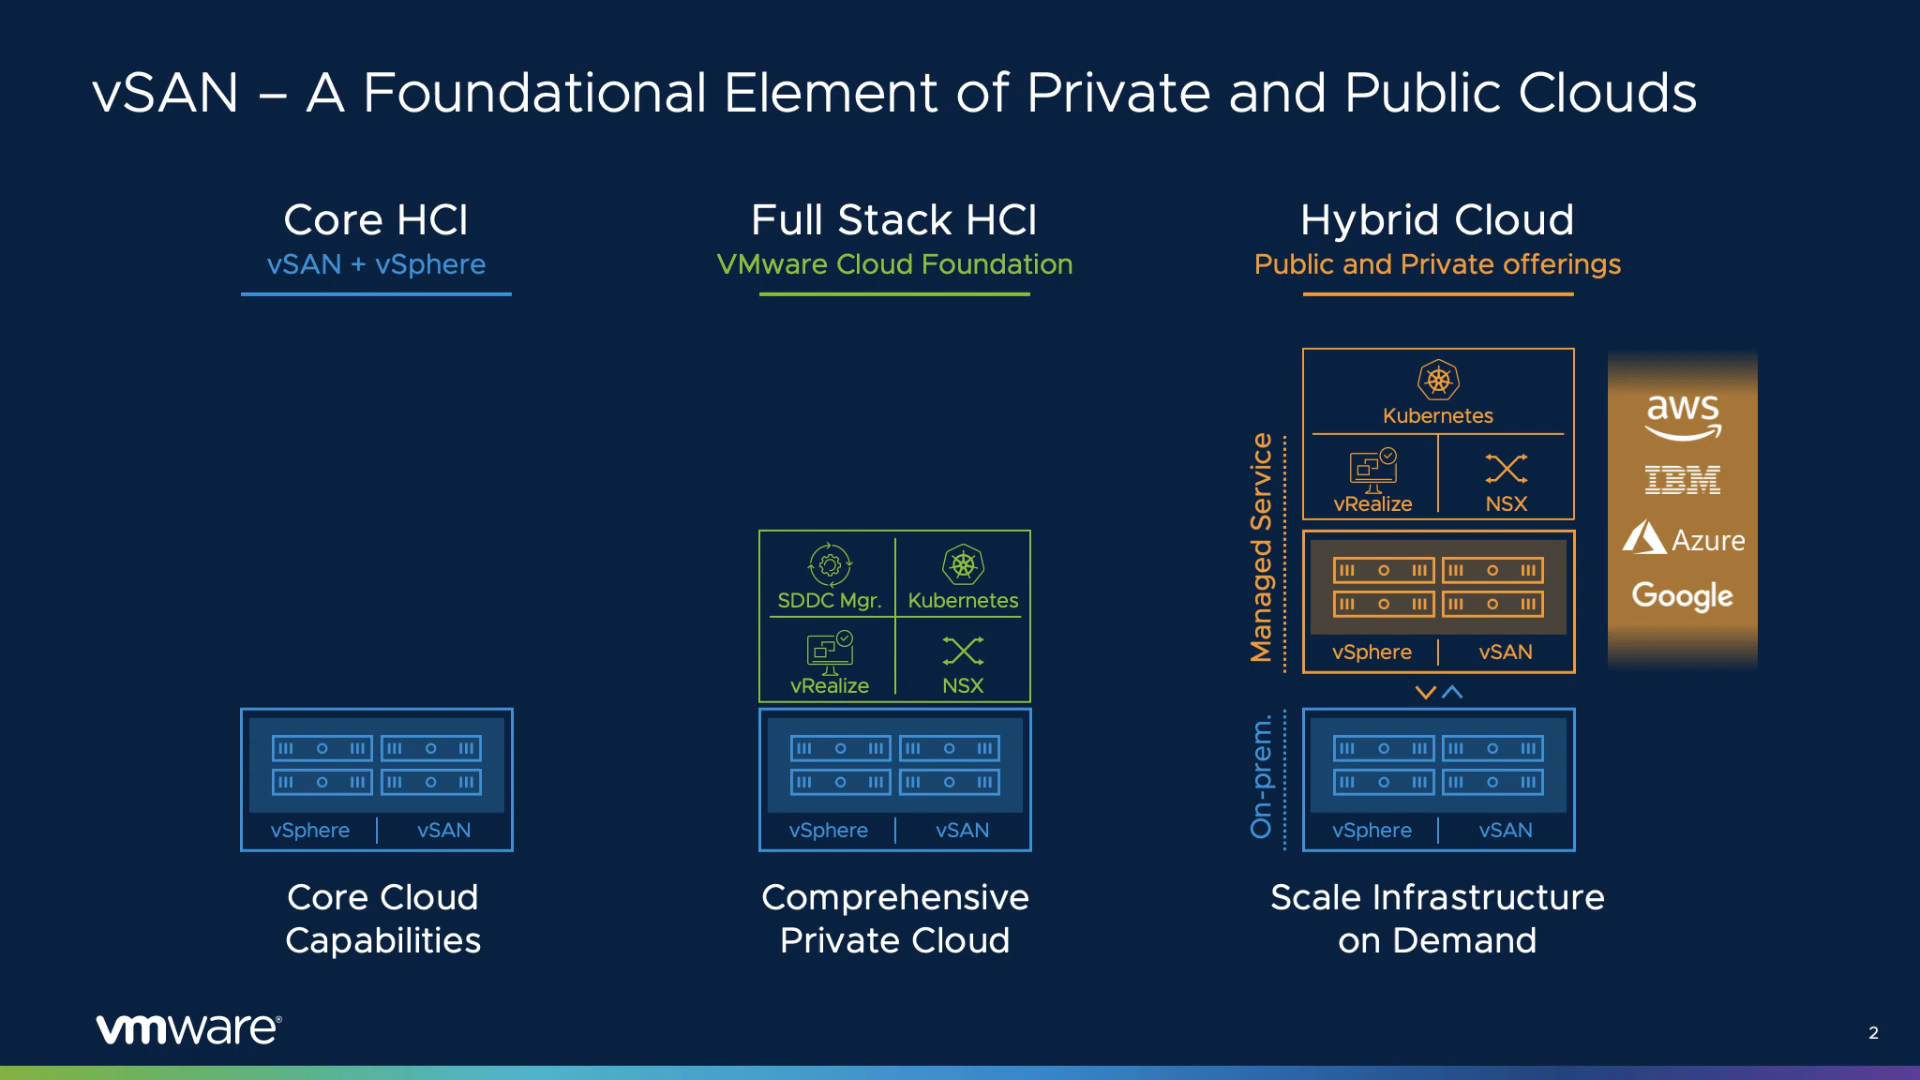 vSAN – A Foundational Element of Private and Public Clouds
Core HCI
vSAN + vSphere
vSphere | vSAN
Core Cloud
Capabilities
Full Stack HCI
VMware Cloud Foundation
SDDC Mgr. Kubernetes
vRealize NSX
vSphere | vSAN
Comprehensive
Private Cloud
Hybrid Cloud
Public and Private offerings
Managed Service
Kubernetes
vRealize NSX
vSphere | vSAN
On-prem.
vSphere | vSAN
aws
IBM
Azure
Google
Scale Infrastructure
on Demand
vmware®
2